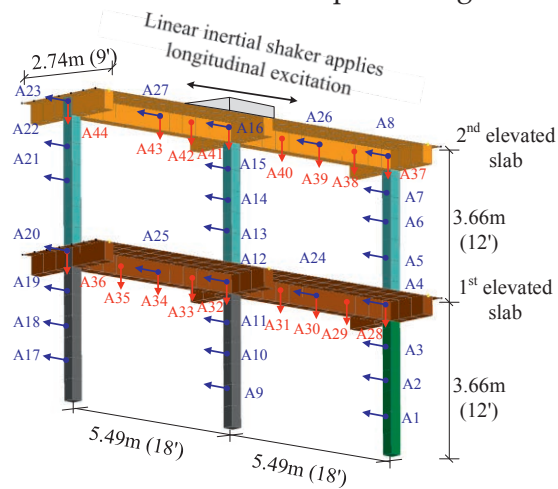 Linear inertial shaker applies
longitudinal excitation
2.74m (9')
A23
A27
A22
A44
A43
A42
A41
A16
A26
A8
2nd elevated
slab
A21
A15
A40
A39
A38
A37
A14
A7
A6
3.66m
(12')
A20
A25
A13
A12
A24
A5
A4
1st elevated
slab
A19
A36
A35
A34
A33
A32
A31
A30
A29
A28
A18
A11
A3
A17
A10
A2
3.66m
(12')
A9
A1
5.49m (18')
5.49m (18')